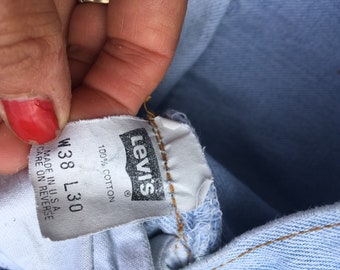 Levi's
®
100% COTTON
W38 L30
MADE IN U.S.A
CARE ON REVERSE